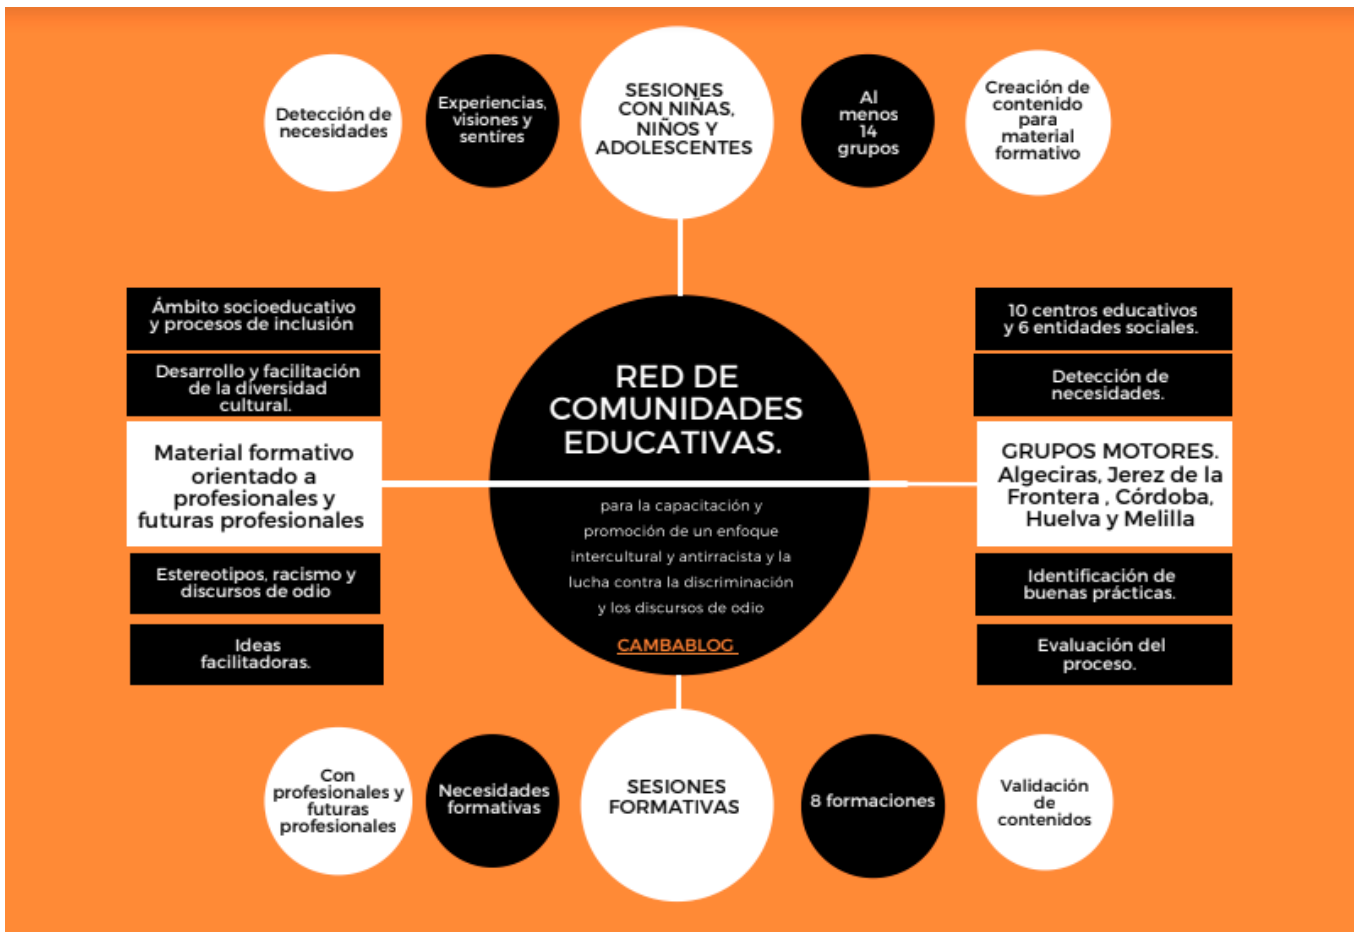 Detección de
necesidades
Experiencias,
visiones y
sentíres
SESIONES
CON NIÑAS,
NIÑOS Y
ADOLESCENTES
Al
menos
14
grupos
Creación de
contenido
para
material
formativo
Ámbito socioeducativo
y procesos de inclusión
Desarrollo y facilitación
de la diversidad
cultural.
Material formativo
orientado a
profesionales y
futuras profesionales
Estereotipos, racismo y
discursos de odio
Ideas
facilitadoras.
RED DE
COMUNIDADES
EDUCATIVAS.
para la capacitación y
promoción de un enfoque
intercultural y antirracista y la
lucha contra la discriminación
y los discursos de odio
CAMBABLOG
10 centros educativos
y 6 entidades sociales.
Detección de
necesidades.
GRUPOS MOTORES.
Algeciras, Jerez de la
Frontera , Córdoba,
Huelva y Melilla
Identificación de
buenas prácticas.
Evaluación del
proceso.
Con
profesionales y
futuras
profesionales
Necesidades
formativas
SESIONES
FORMATIVAS
8 formaciones
Validación
de
contenidos